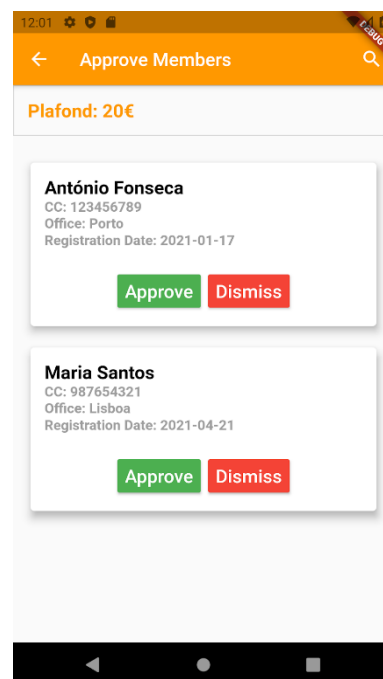 12:01
DEBUG
Approve Members
Plafond: 20€
António Fonseca
CC: 123456789
Office: Porto
Registration Date: 2021-01-17
Approve Dismiss
Maria Santos
CC: 987654321
Office: Lisboa
Registration Date: 2021-04-21
Approve Dismiss